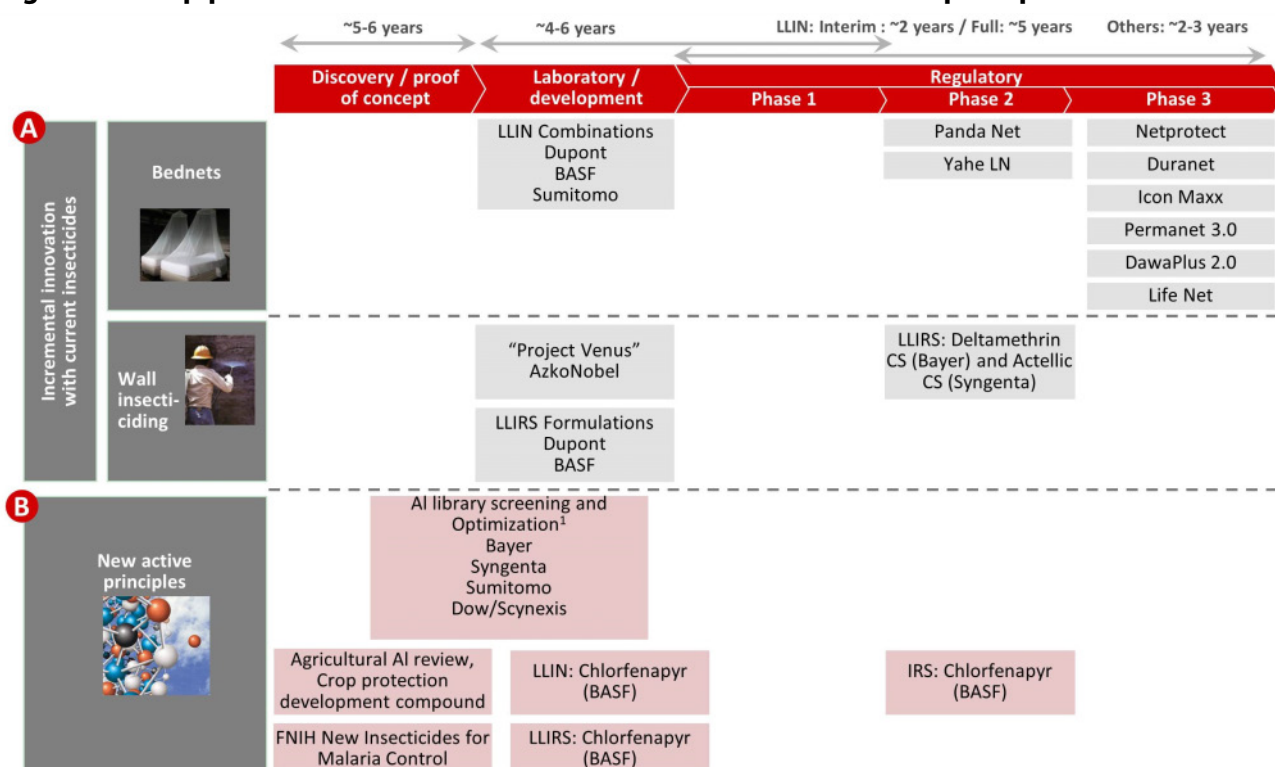 ~5-6 years
~4-6 years
LLIN: Interim : ~2 years / Full: ~5 years
Others: ~2-3 years
Discovery / proof
of concept
Laboratory /
development
Regulatory
Phase 1
Phase 2
Phase 3
A
Incremental innovation
with current insecticides
Bednets
LLIN Combinations
Dupont
BASF
Sumitomo
Panda Net
Yahe LN
Netprotect
Duranet
Icon Maxx
Permanet 3.0
DawaPlus 2.0
Life Net
Wall
insecti-
ciding
"Project Venus"
AzkoNobel
LLIRS Formulations
Dupont
BASF
LLIRS: Deltamethrin
CS (Bayer) and Actellic
CS (Syngenta)
B
New active
principles
AI library screening and
Optimization¹
Bayer
Syngenta
Sumitomo
Dow/Scynexis
Agricultural AI review,
Crop protection
development compound
LLIN: Chlorfenapyr
(BASF)
IRS: Chlorfenapyr
(BASF)
FNIH New Insecticides for
Malaria Control
LLIRS: Chlorfenapyr
(BASF)